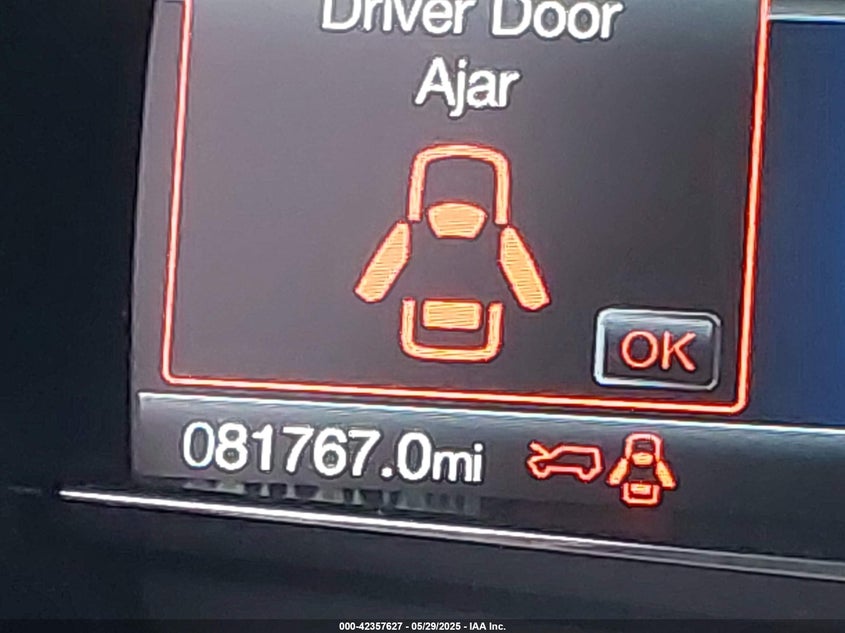 Driver Door
Ajar
OK
081767.0mi
000-42357627 - 05/29/2025 - IAA Inc.